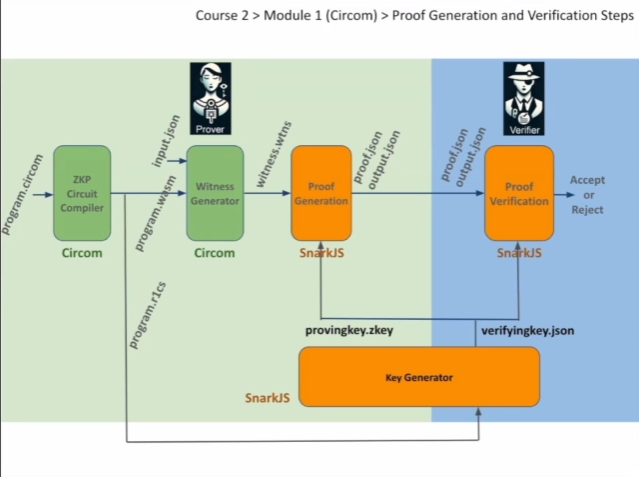 Course 2 > Module 1 (Circom) > Proof Generation and Verification Steps
Prover
Verifier
program.circom
ZKP
Circuit
Compiler
Circom
input.json
program.wasm
Witness
Generator
Circom
witness.wtns
Proof
Generation
SnarkJS
proof.json
output.json
proof.json
output.json
Proof
Verification
SnarkJS
Accept
or
Reject
program.r1cs
provingkey.zkey
verifyingkey.json
Key Generator
SnarkJS